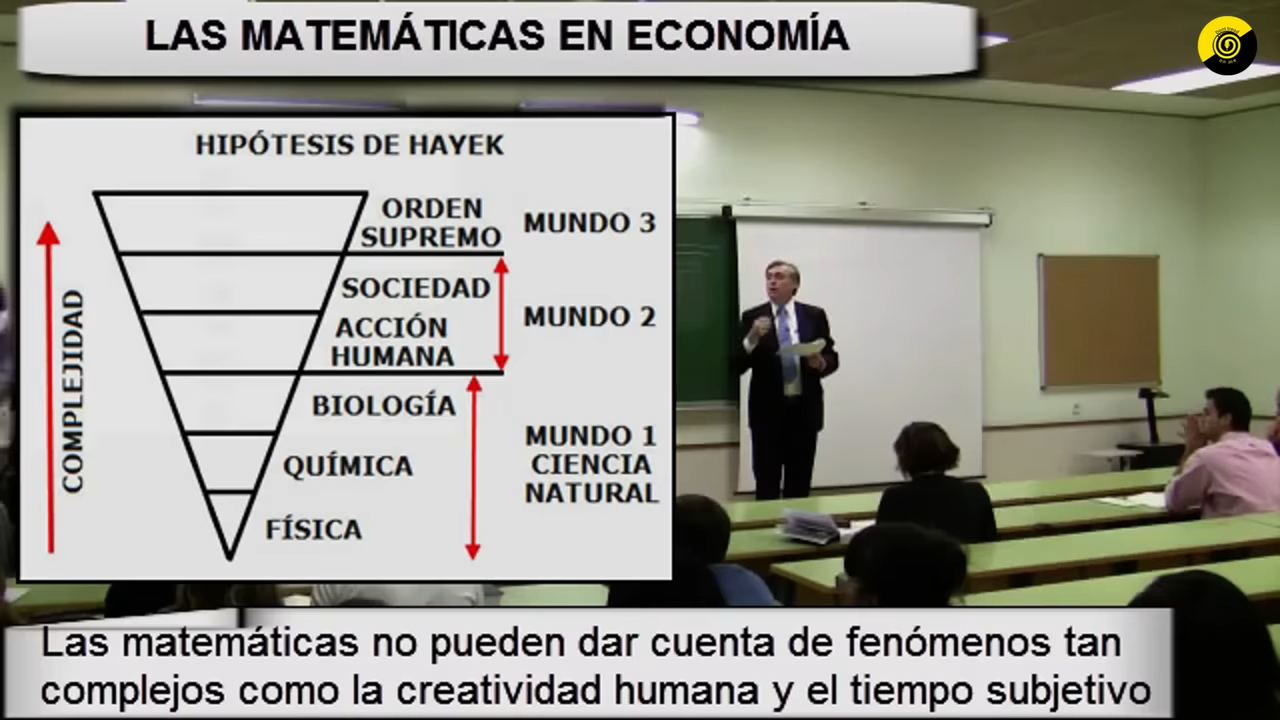 LAS MATEMÁTICAS EN ECONOMÍA
HIPÓTESIS DE HAYEK
COMPLEJIDAD
ORDEN
SUPREMO
MUNDO 3
SOCIEDAD
ACCIÓN
HUMANA
MUNDO 2
BIOLOGÍA
QUÍMICA
FÍSICA
MUNDO 1
CIENCIA
NATURAL
Las matemáticas no pueden dar cuenta de fenómenos tan
complejos como la creatividad humana y el tiempo subjetivo